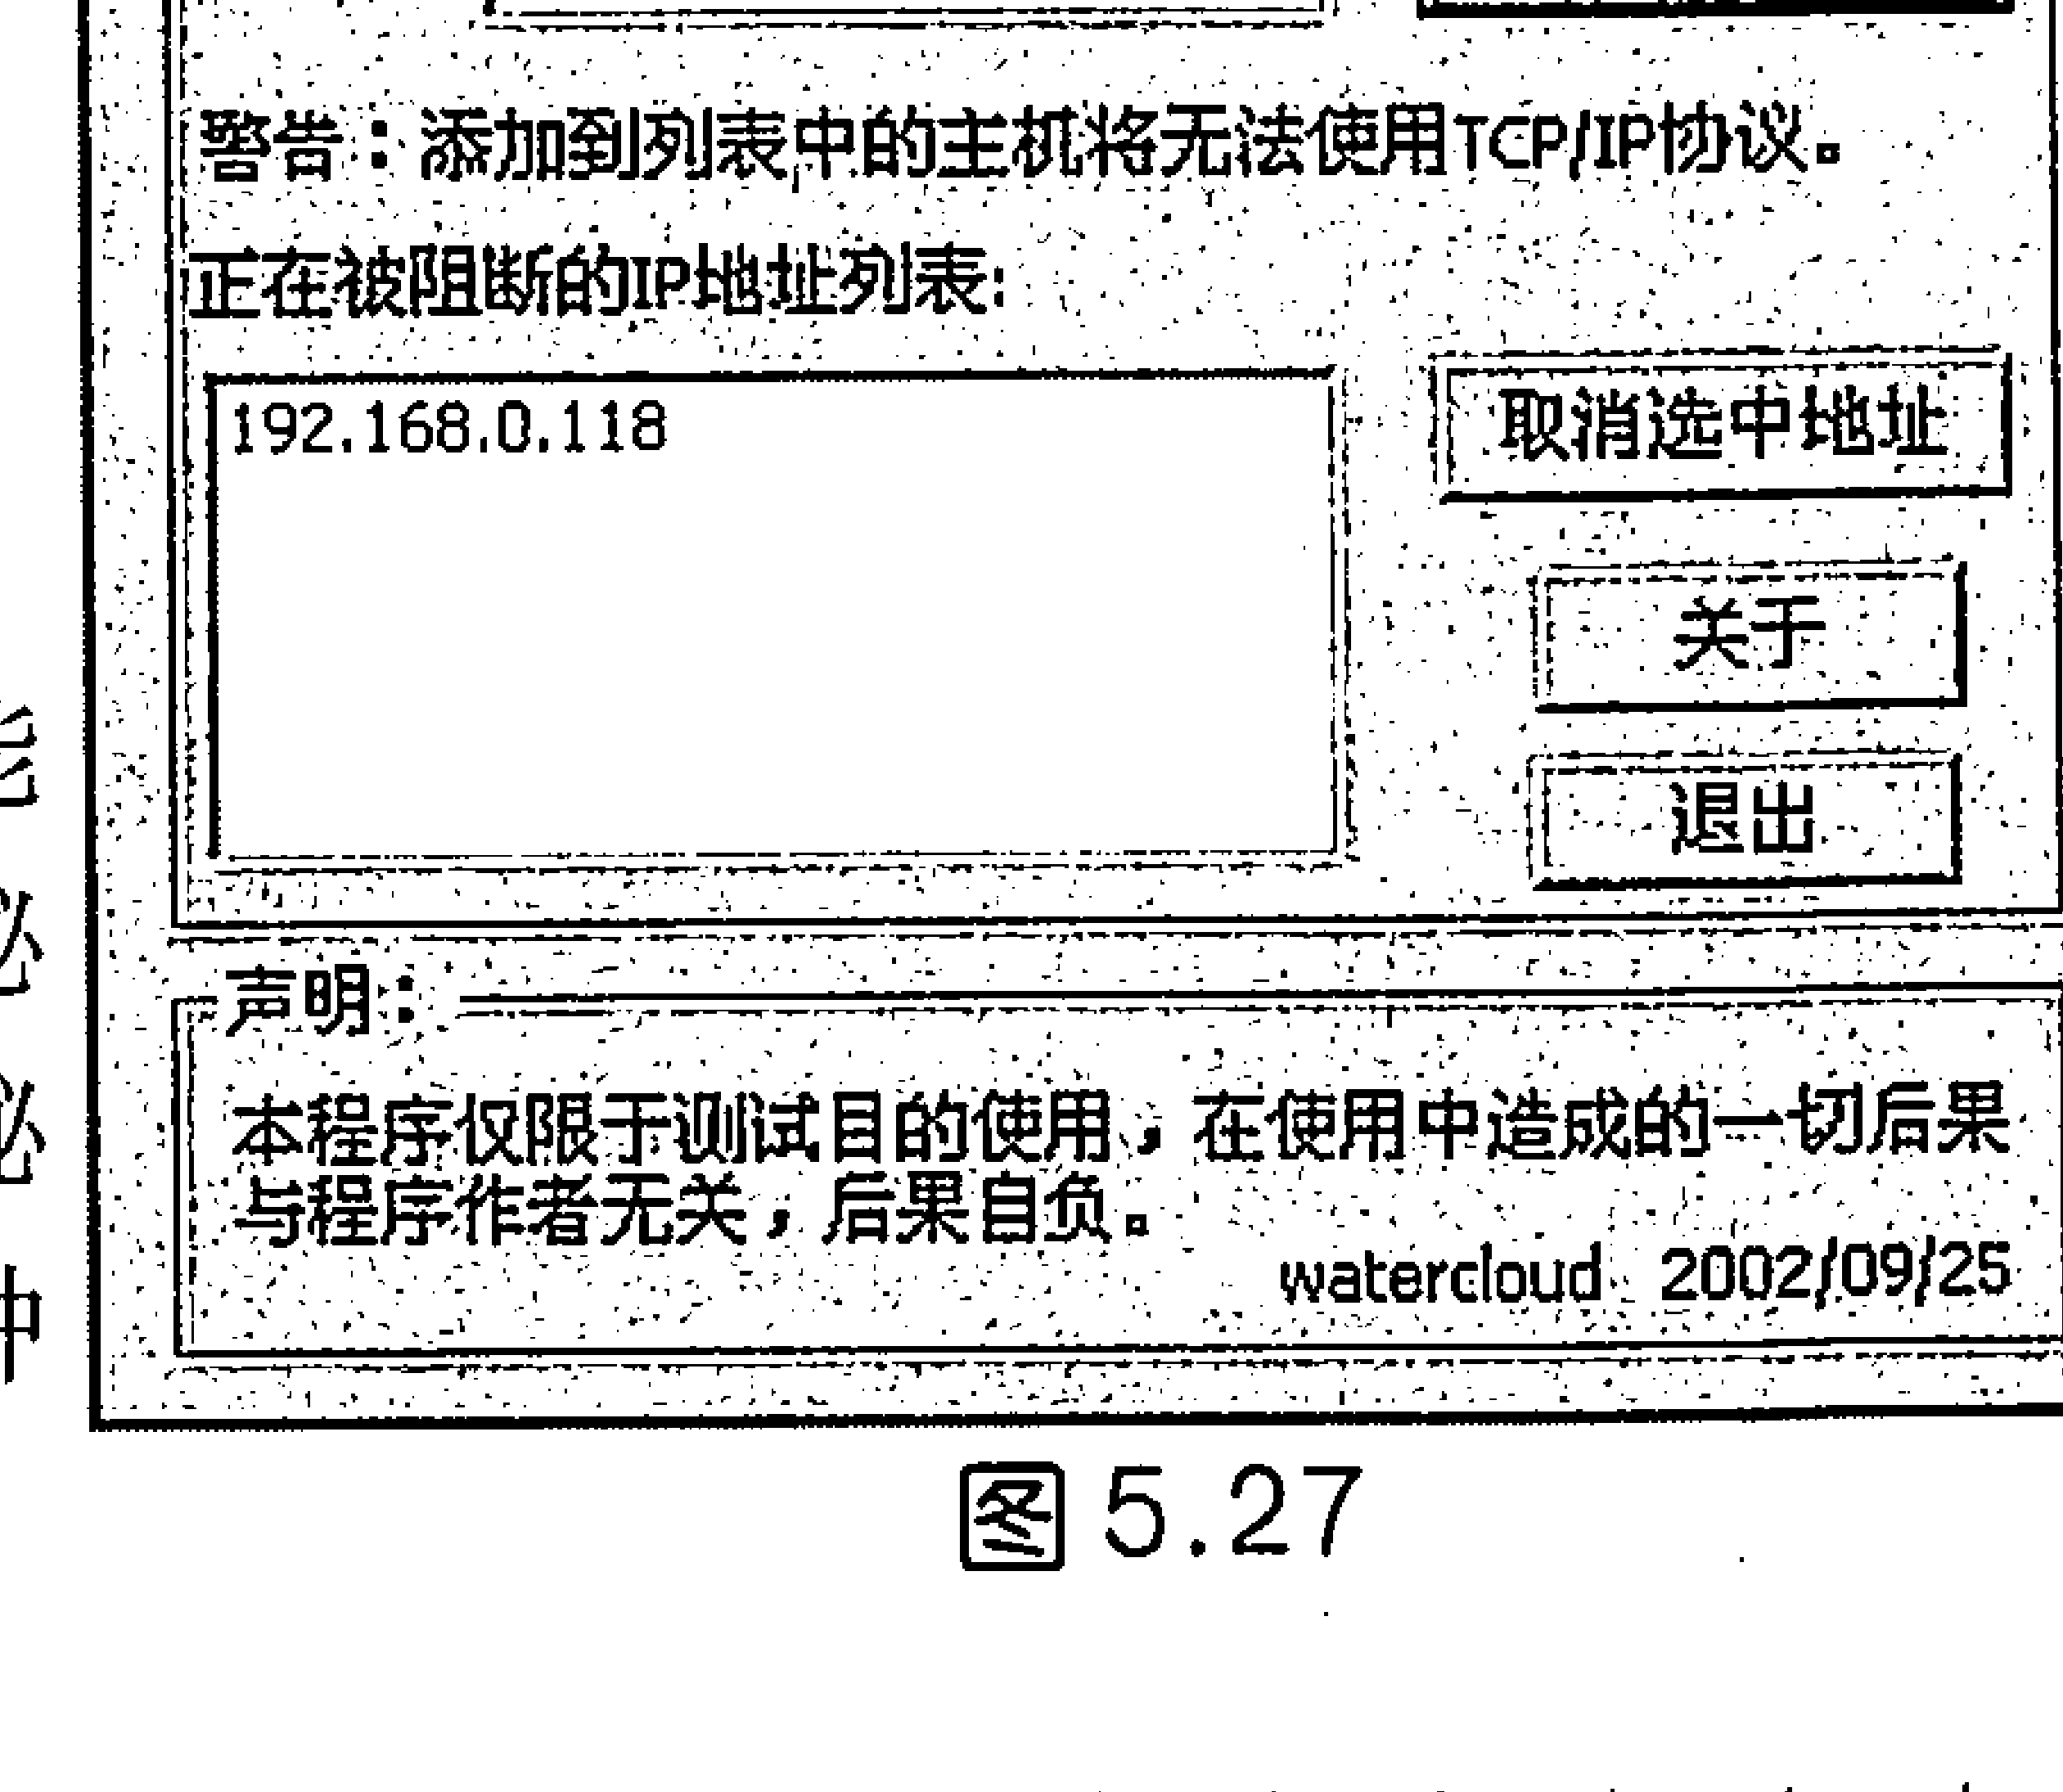 警告：添加到列表中的主机将无法使用TCP/IP协议。
正在被阻断的IP地址列表:
192.168.0.118
取消选中地址
关于
退出
声明：
本程序仅限于测试目的使用，在使用中造成的一切后果
与程序作者无关，后果自负。
watercloud 2002/09/25
图 5.27